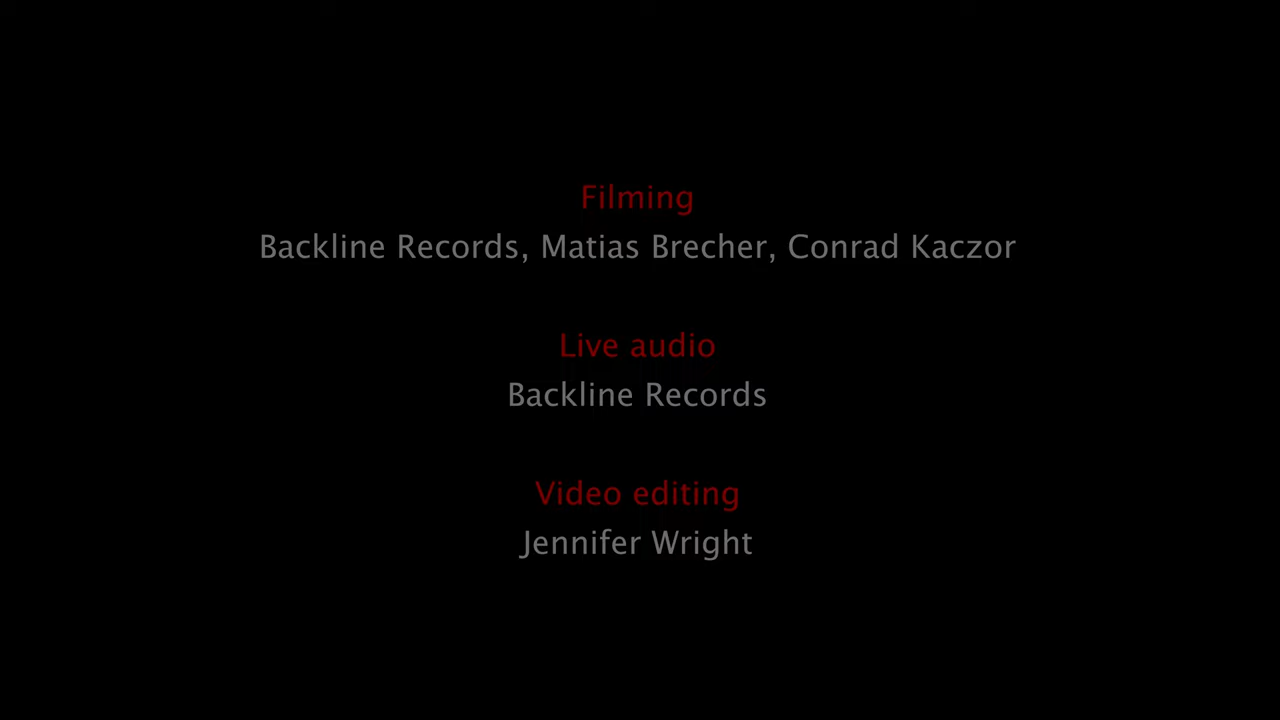 Filming
Backline Records, Matias Brecher, Conrad Kaczor
Live audio
Backline Records
Video editing
Jennifer Wright